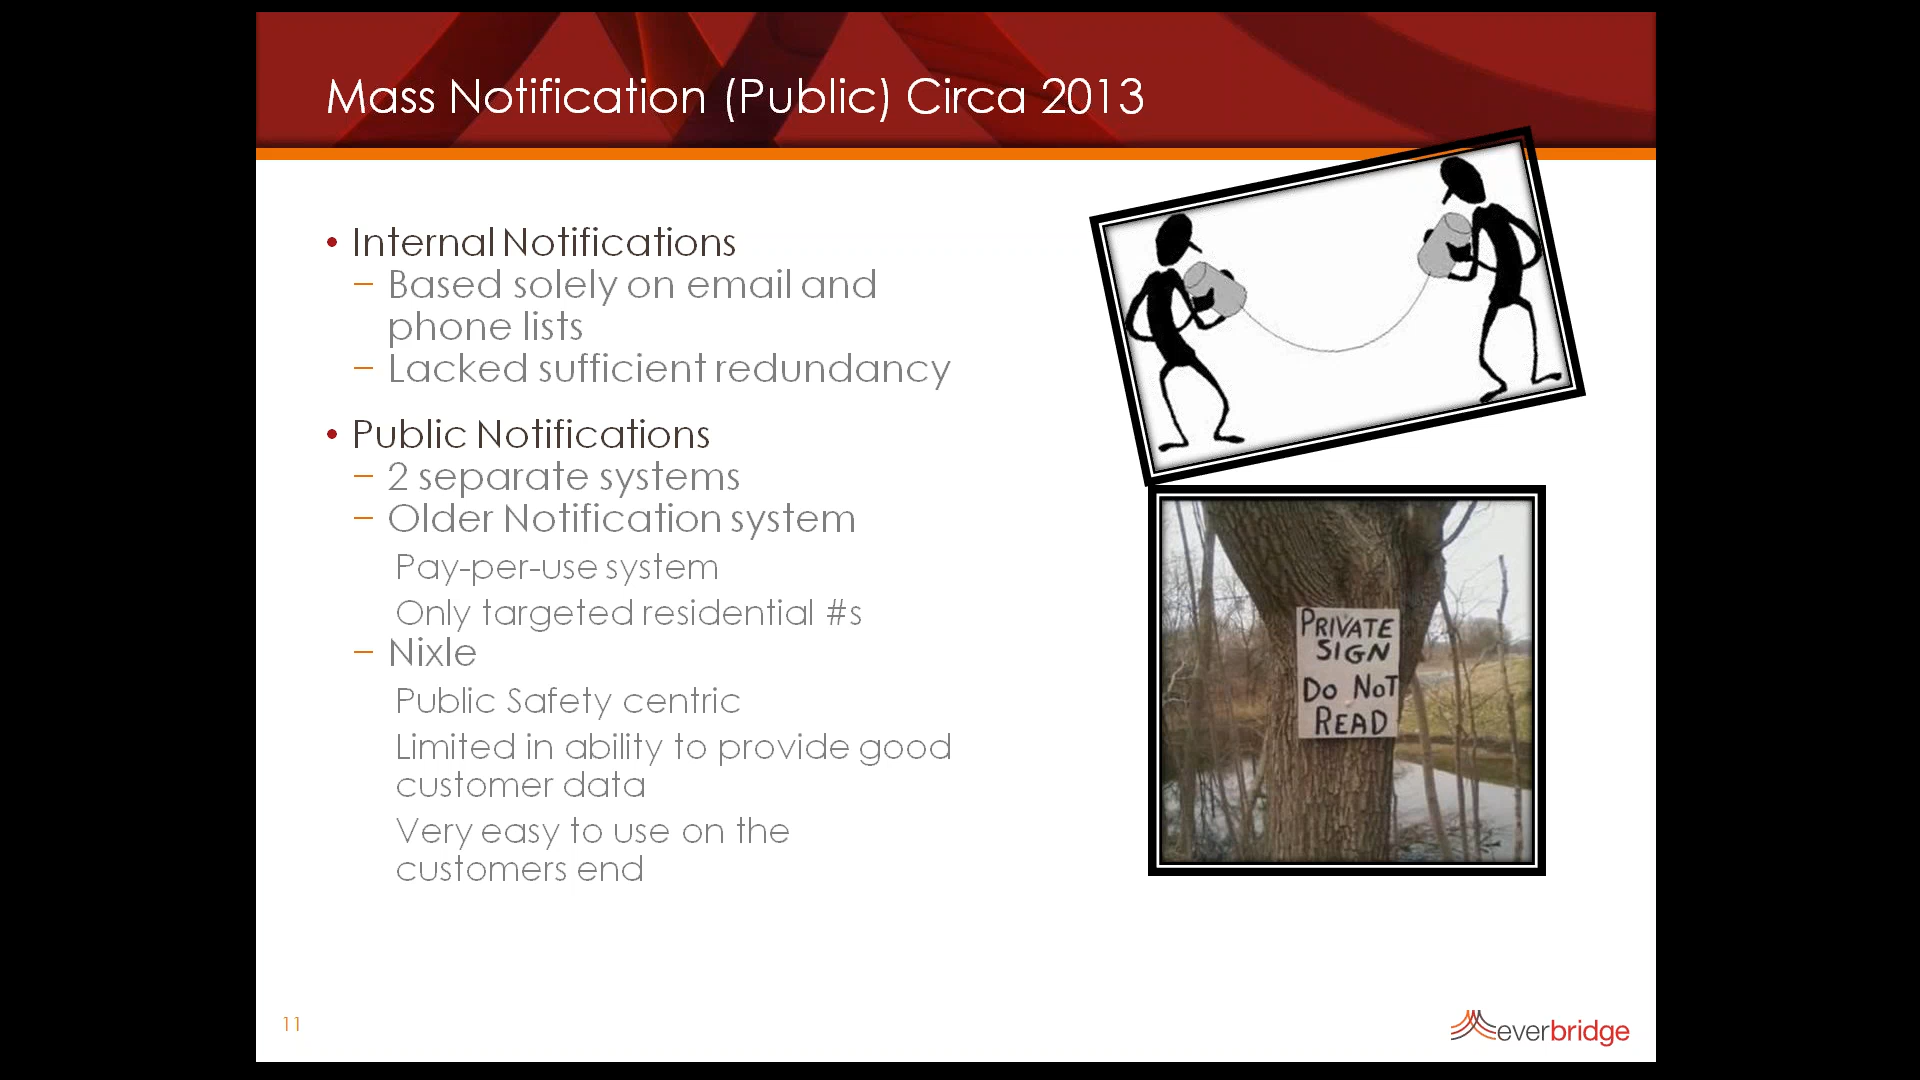 Mass Notification (Public) Circa 2013
• Internal Notifications
– Based solely on email and
phone lists
– Lacked sufficient redundancy
• Public Notifications
– 2 separate systems
– Older Notification system
Pay-per-use system
Only targeted residential #s
– Nixle
Public Safety centric
Limited in ability to provide good
customer data
Very easy to use on the
customers end
PRIVATE
SIGN
DO NOT
READ
11
everbridge